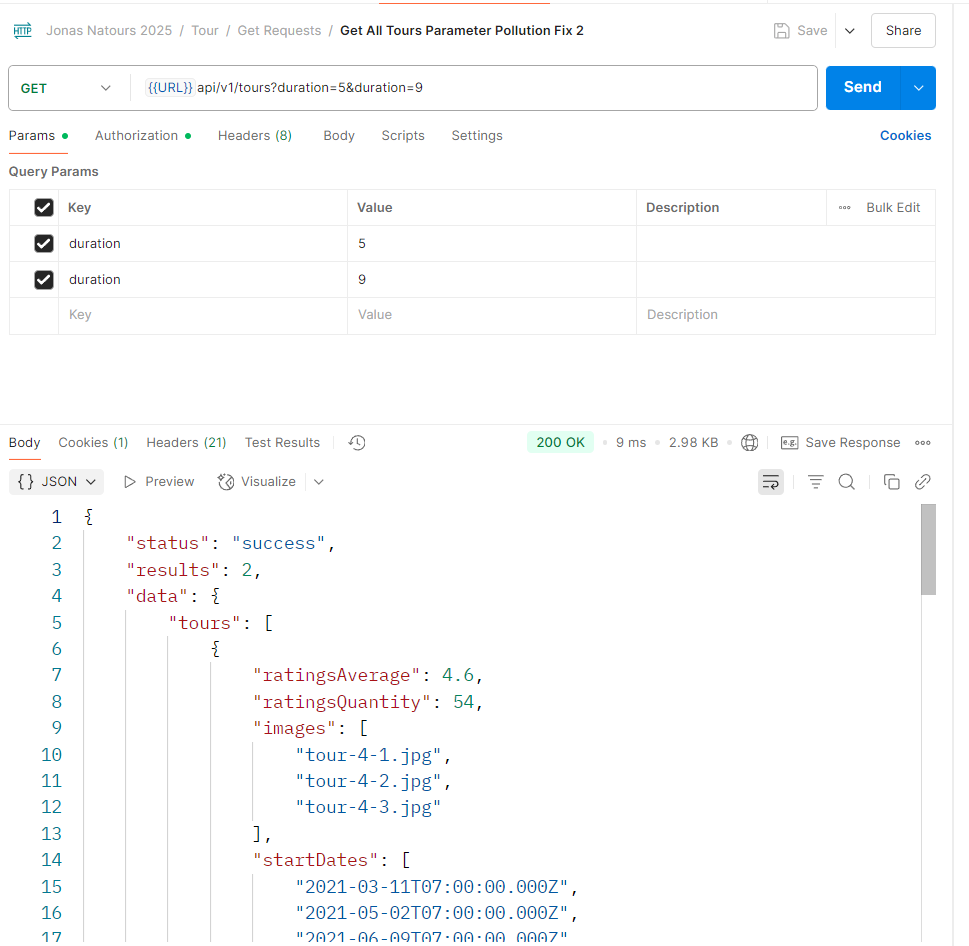 HTTP Jonas Natours 2025 / Tour / Get Requests / Get All Tours Parameter Pollution Fix 2 Save Share
GET {{URL}} api/v1/tours?duration=5&duration=9 Send
Params Authorization Headers (8) Body Scripts Settings Cookies
Query Params
Key Value Description Bulk Edit
duration 5
duration 9
Key Value Description
Body Cookies (1) Headers (21) Test Results 200 OK 9 ms 2.98 KB e.g. Save Response
{} JSON Preview Visualize
1 {
2 "status": "success",
3 "results": 2,
4 "data": {
5 "tours": [
6 {
7 "ratingsAverage": 4.6,
8 "ratingsQuantity": 54,
9 "images": [
10 "tour-4-1.jpg",
11 "tour-4-2.jpg",
12 "tour-4-3.jpg"
13 ],
14 "startDates": [
15 "2021-03-11T07:00:00.000Z",
16 "2021-05-02T07:00:00.000Z",
17 "2021-06-09T07:00:00.000Z"